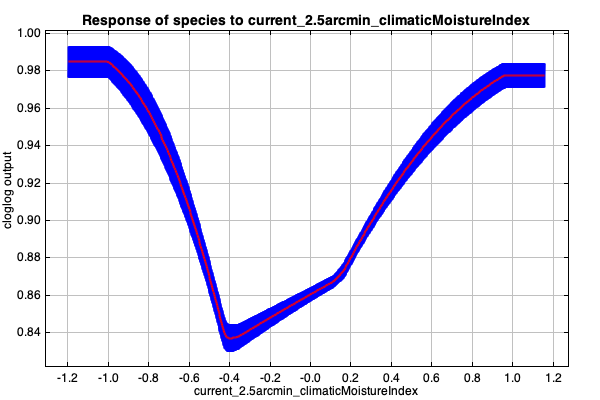 Response of species to current_2.5arcmin_climaticMoistureIndex
1.00
0.98
0.96
0.94
0.92
0.90
0.88
0.86
0.84
cloglog output
-1.2 -1.0 -0.8 -0.6 -0.4 -0.2 -0.0 0.2 0.4 0.6 0.8 1.0 1.2
current_2.5arcmin_climaticMoistureIndex